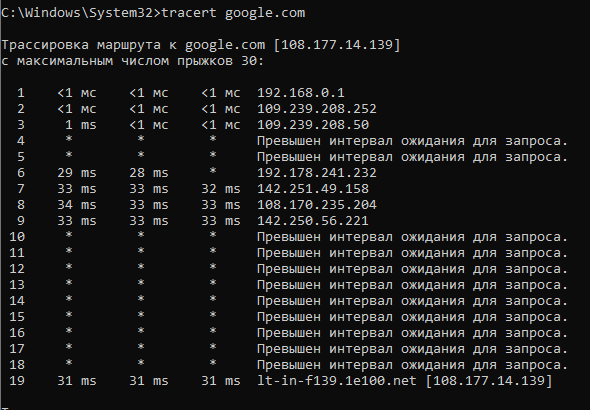 C:\Windows\System32>tracert google.com
Трассировка маршрута к google.com [108.177.14.139]
с максимальным числом прыжков 30:
1 <1 мс <1 мс <1 мс 192.168.0.1
2 <1 мс <1 мс <1 мс 109.239.208.252
3 1 ms <1 мс <1 мс 109.239.208.50
4 * * * Превышен интервал ожидания для запроса.
5 * * * Превышен интервал ожидания для запроса.
6 29 ms 28 ms * 192.178.241.232
7 33 ms 33 ms 32 ms 142.251.49.158
8 34 ms 33 ms 33 ms 108.170.235.204
9 33 ms 33 ms 33 ms 142.250.56.221
10 * * * Превышен интервал ожидания для запроса.
11 * * * Превышен интервал ожидания для запроса.
12 * * * Превышен интервал ожидания для запроса.
13 * * * Превышен интервал ожидания для запроса.
14 * * * Превышен интервал ожидания для запроса.
15 * * * Превышен интервал ожидания для запроса.
16 * * * Превышен интервал ожидания для запроса.
17 * * * Превышен интервал ожидания для запроса.
18 * * * Превышен интервал ожидания для запроса.
19 31 ms 31 ms 31 ms lt-in-f139.1e100.net [108.177.14.139]